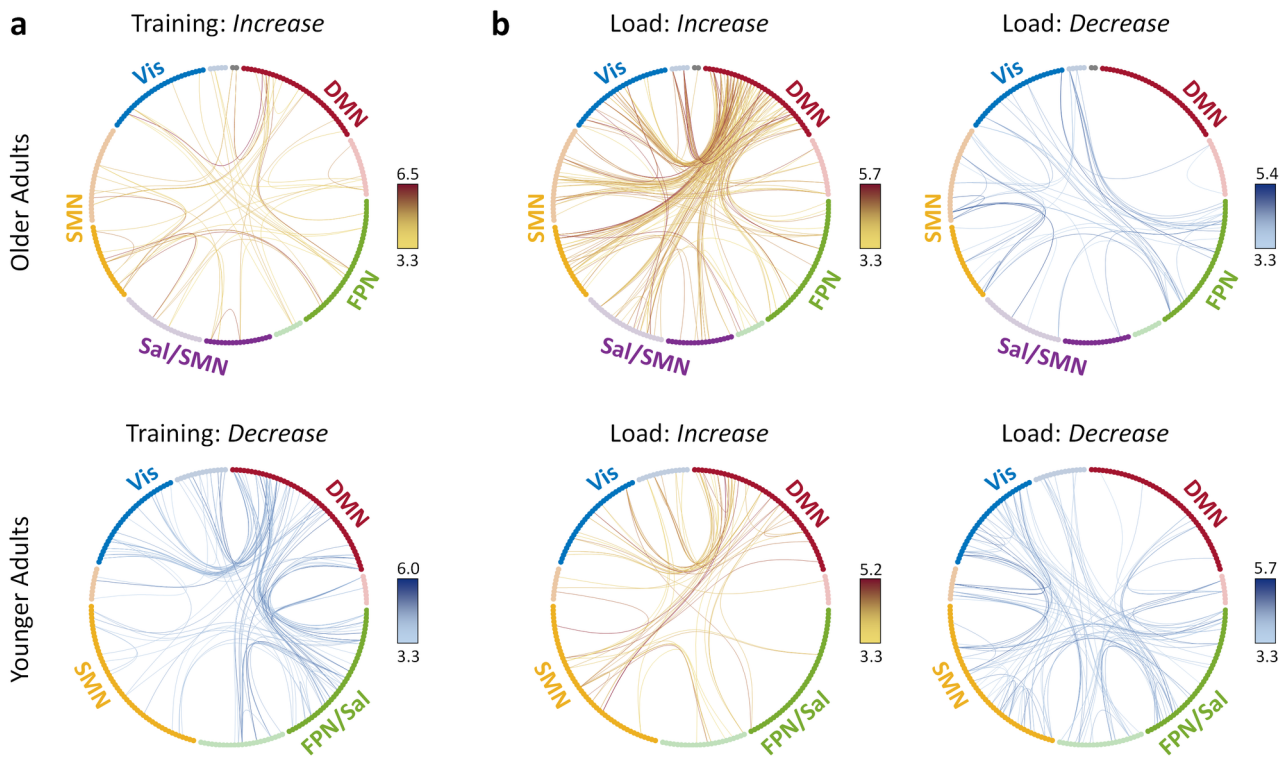 a
Training: Increase
b
Load: Increase
Load: Decrease
Older Adults
Vis
DMN
SMN
FPN
Sal/SMN
6.5
3.3
Vis
DMN
SMN
FPN
Sal/SMN
5.7
3.3
Vis
DMN
SMN
FPN
Sal/SMN
5.4
3.3
Training: Decrease
Load: Increase
Load: Decrease
Younger Adults
Vis
DMN
SMN
FPN/Sal
6.0
3.3
Vis
DMN
SMN
FPN/Sal
5.2
3.3
Vis
DMN
SMN
FPN/Sal
5.7
3.3